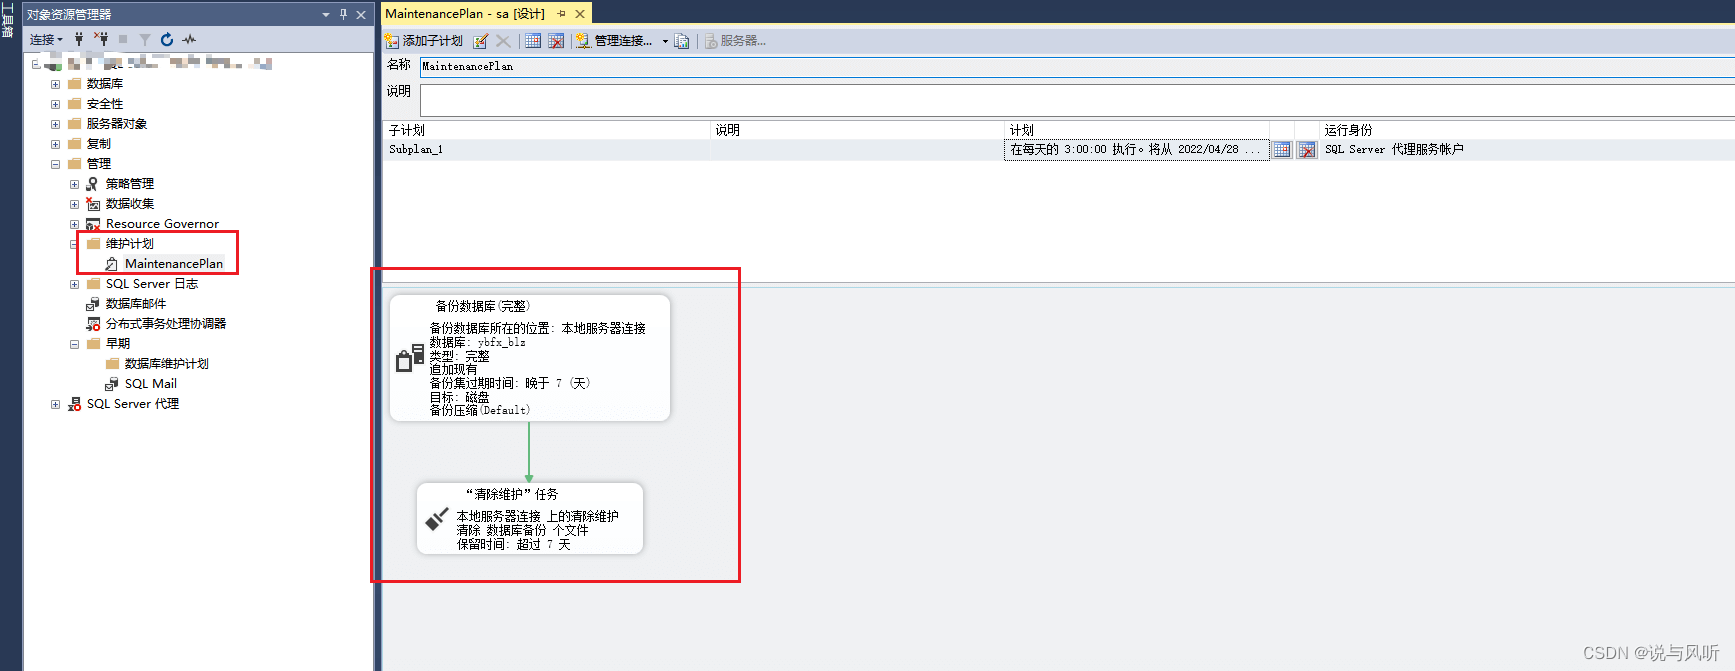 工具箱
对象资源管理器
连接
数据库
安全性
服务器对象
复制
管理
策略管理
数据收集
Resource Governor
维护计划
MaintenancePlan
SQL Server 日志
数据库邮件
分布式事务处理协调器
早期
数据库维护计划
SQL Mail
SQL Server 代理
MaintenancePlan - sa [设计]
添加子计划 管理连接... 服务器...
名称 MaintenancePlan
说明
子计划 说明 计划 运行身份
Subplan_1 在每天的 3:00:00 执行。将从 2022/04/28 ... SQL Server 代理服务帐户
备份数据库(完整)
备份数据库所在的位置: 本地服务器连接
数据库: ybfx_blz
类型: 完整
追加现有
备份集过期时间: 晚于 7 (天)
目标: 磁盘
备份压缩(Default)
“清除维护”任务
本地服务器连接 上的清除维护
清除 数据库备份 个文件
保留时间: 超过 7 天
CSDN @说与风听